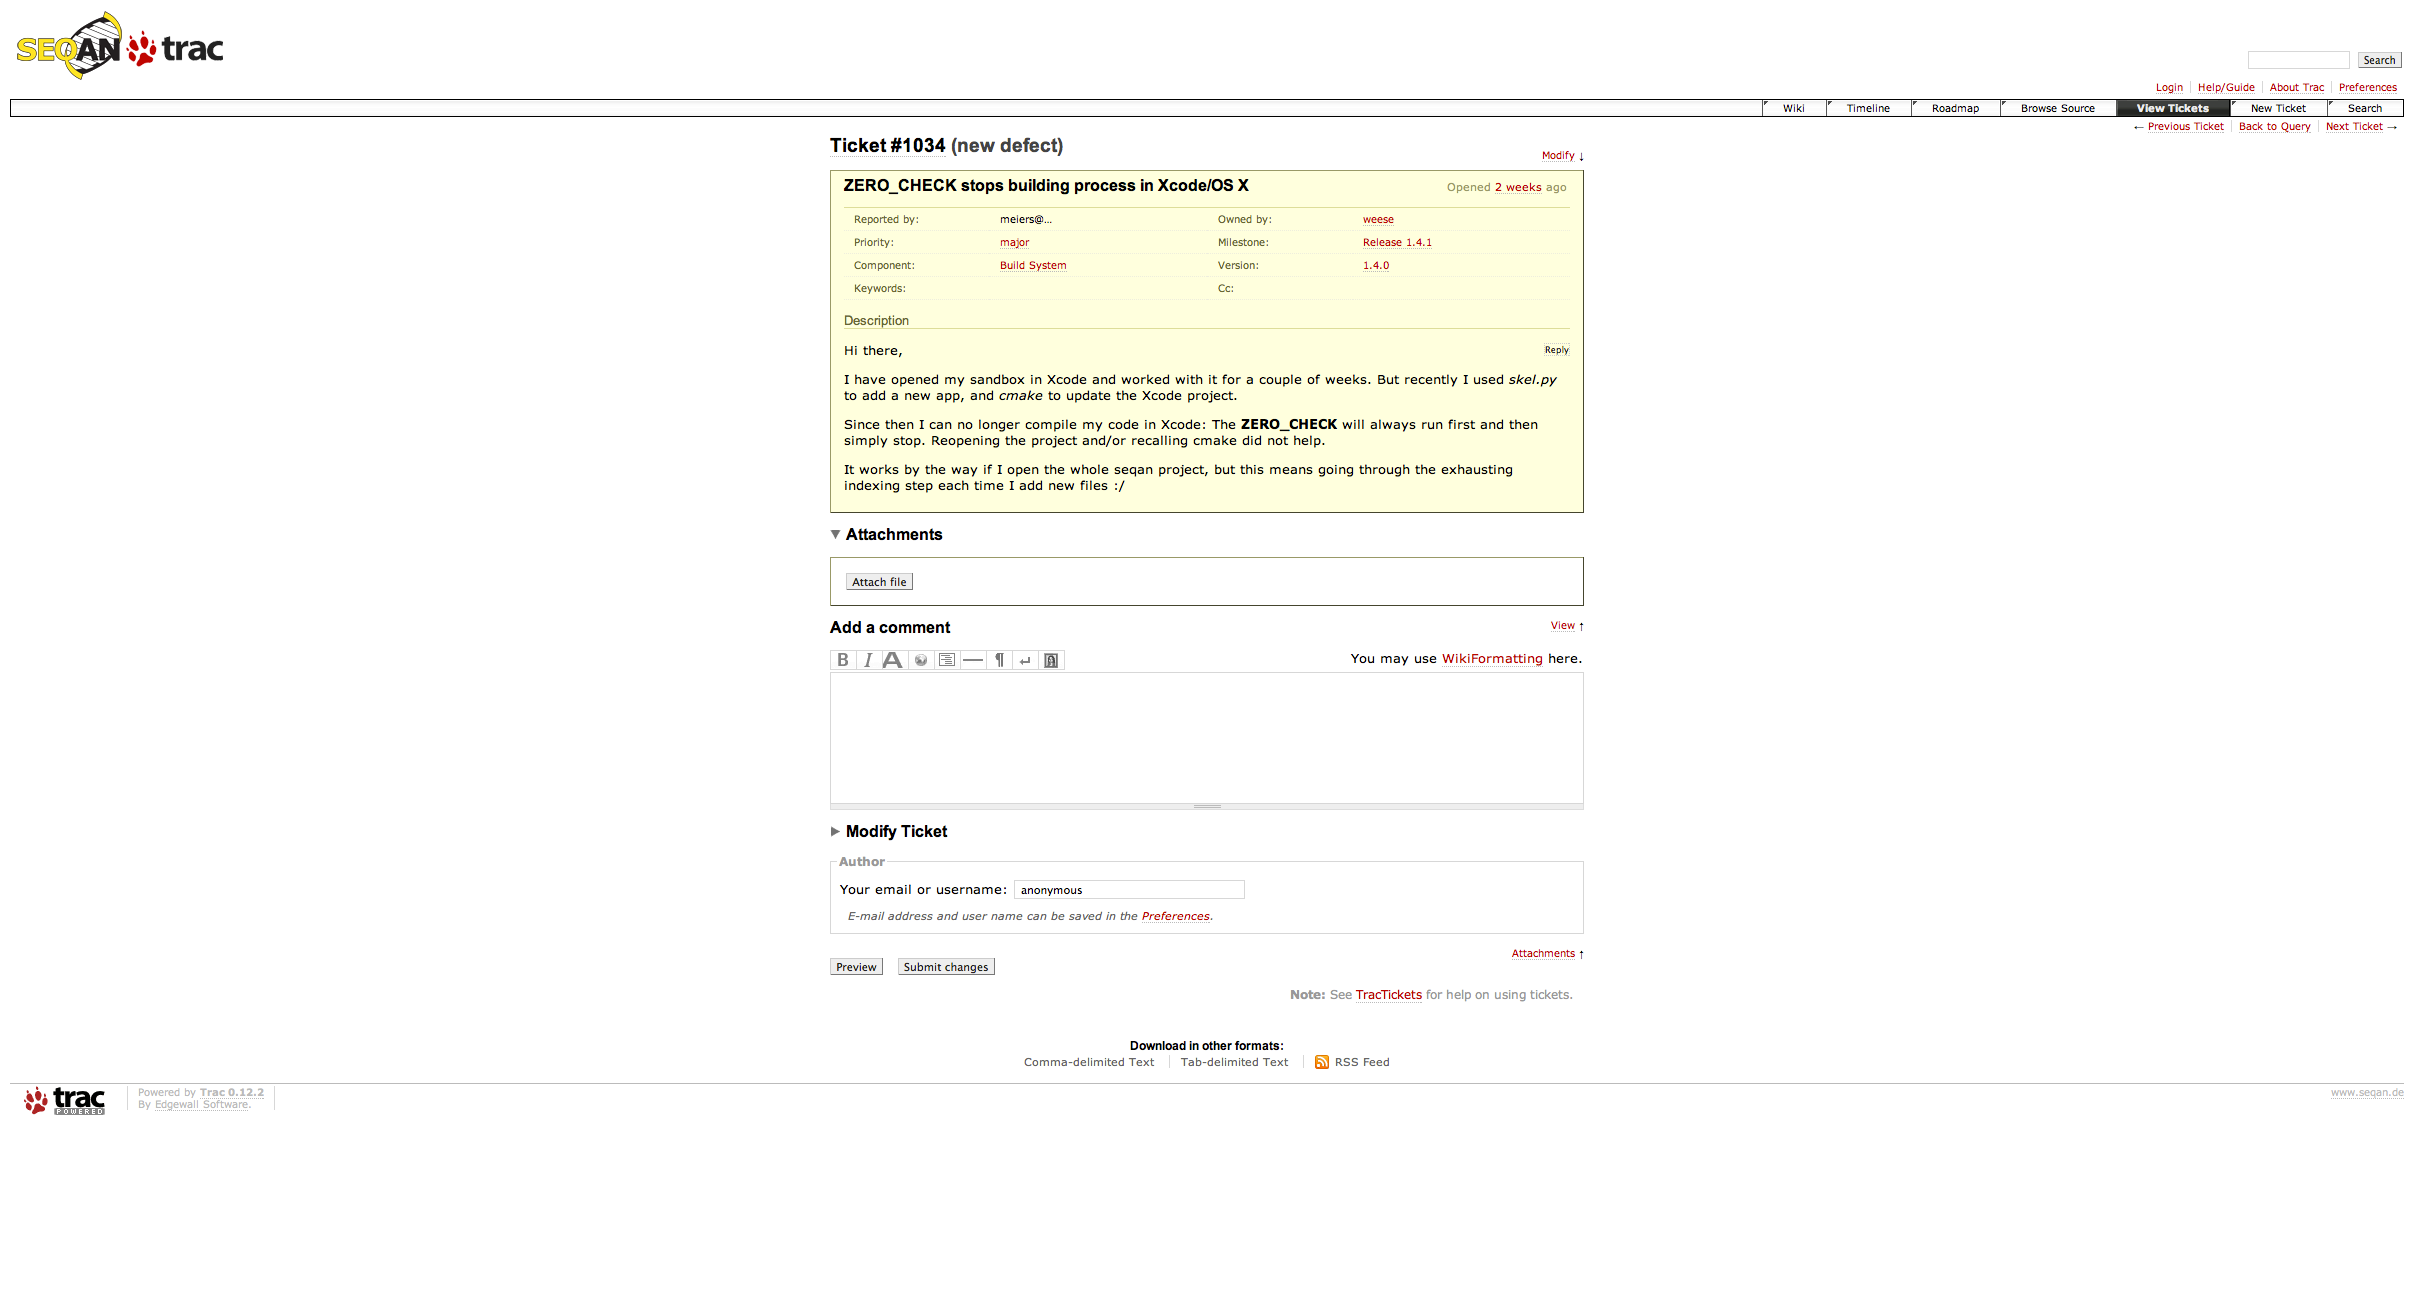 SEQAN trac
Search
Login Help/Guide About Trac Preferences
Wiki Timeline Roadmap Browse Source View Tickets New Ticket Search
← Previous Ticket Back to Query Next Ticket →
Ticket #1034 (new defect)
Modify ↓
ZERO_CHECK stops building process in Xcode/OS X
Opened 2 weeks ago
Reported by: meiers@... Owned by: weese
Priority: major Milestone: Release 1.4.1
Component: Build System Version: 1.4.0
Keywords: Cc:
Description
Hi there,
Reply
I have opened my sandbox in Xcode and worked with it for a couple of weeks. But recently I used skel.py
to add a new app, and cmake to update the Xcode project.
Since then I can no longer compile my code in Xcode: The ZERO_CHECK will always run first and then
simply stop. Reopening the project and/or recalling cmake did not help.
It works by the way if I open the whole seqan project, but this means going through the exhausting
indexing step each time I add new files :/
Attachments
Attach file
Add a comment
View ↑
B I A ¶
You may use WikiFormatting here.
Modify Ticket
Author
Your email or username: anonymous
E-mail address and user name can be saved in the Preferences.
Attachments ↑
Preview Submit changes
Note: See TracTickets for help on using tickets.
Download in other formats:
Comma-delimited Text Tab-delimited Text RSS Feed
trac POWERED
Powered by Trac 0.12.2
By Edgewall Software.
www.seqan.de